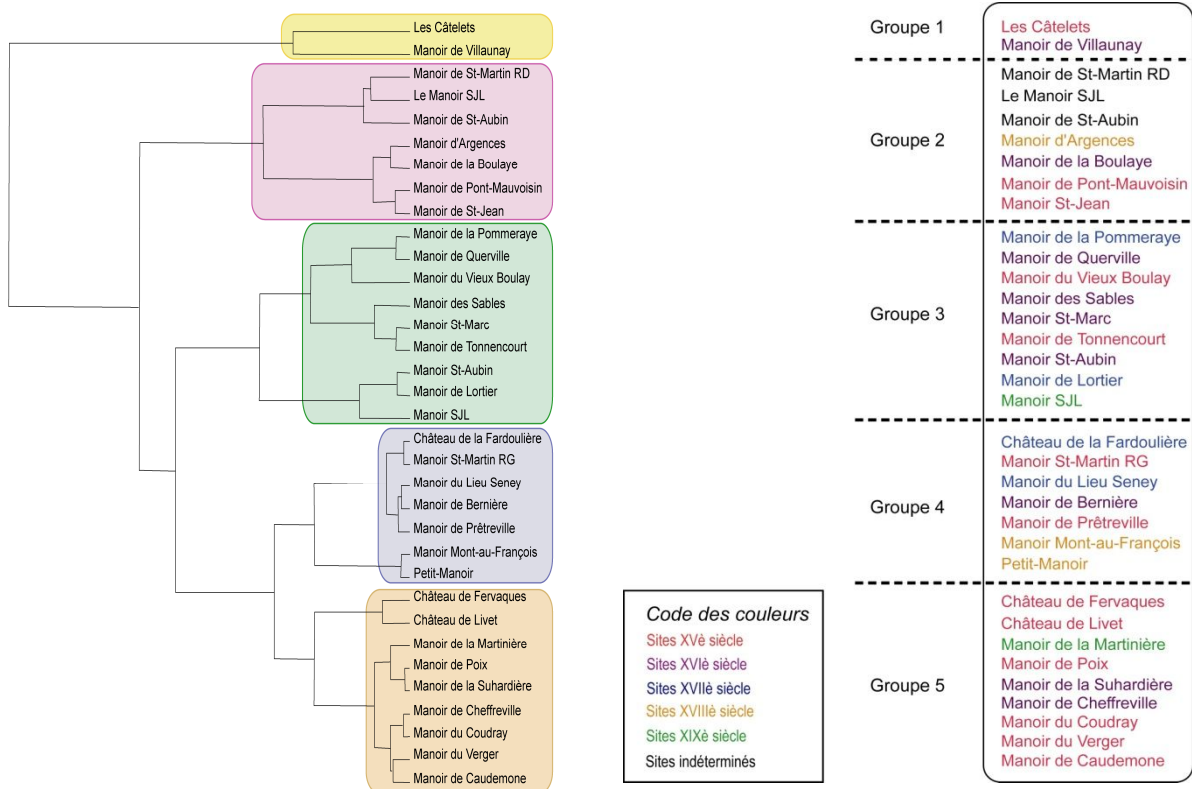 Les Câtelets
Manoir de Villaunay
Manoir de St-Martin RD
Le Manoir SJL
Manoir de St-Aubin
Manoir d'Argences
Manoir de la Boulaye
Manoir de Pont-Mauvoisin
Manoir de St-Jean
Manoir de la Pommeraye
Manoir de Querville
Manoir du Vieux Boulay
Manoir des Sables
Manoir St-Marc
Manoir de Tonnencourt
Manoir St-Aubin
Manoir de Lortier
Manoir SJL
Château de la Fardoulière
Manoir St-Martin RG
Manoir du Lieu Seney
Manoir de Bernière
Manoir de Prêtreville
Manoir Mont-au-François
Petit-Manoir
Château de Fervaques
Château de Livet
Manoir de la Martinière
Manoir de Poix
Manoir de la Suhardière
Manoir de Cheffreville
Manoir du Coudray
Manoir du Verger
Manoir de Caudemone
Code des couleurs
Sites XVè siècle
Sites XVIè siècle
Sites XVIIè siècle
Sites XVIIIè siècle
Sites XIXè siècle
Sites indéterminés
Groupe 1
Les Câtelets
Manoir de Villaunay
Groupe 2
Manoir de St-Martin RD
Le Manoir SJL
Manoir de St-Aubin
Manoir d'Argences
Manoir de la Boulaye
Manoir de Pont-Mauvoisin
Manoir St-Jean
Groupe 3
Manoir de la Pommeraye
Manoir de Querville
Manoir du Vieux Boulay
Manoir des Sables
Manoir St-Marc
Manoir de Tonnencourt
Manoir St-Aubin
Manoir de Lortier
Manoir SJL
Groupe 4
Château de la Fardoulière
Manoir St-Martin RG
Manoir du Lieu Seney
Manoir de Bernière
Manoir de Prêtreville
Manoir Mont-au-François
Petit-Manoir
Groupe 5
Château de Fervaques
Château de Livet
Manoir de la Martinière
Manoir de Poix
Manoir de la Suhardière
Manoir de Cheffreville
Manoir du Coudray
Manoir du Verger
Manoir de Caudemone